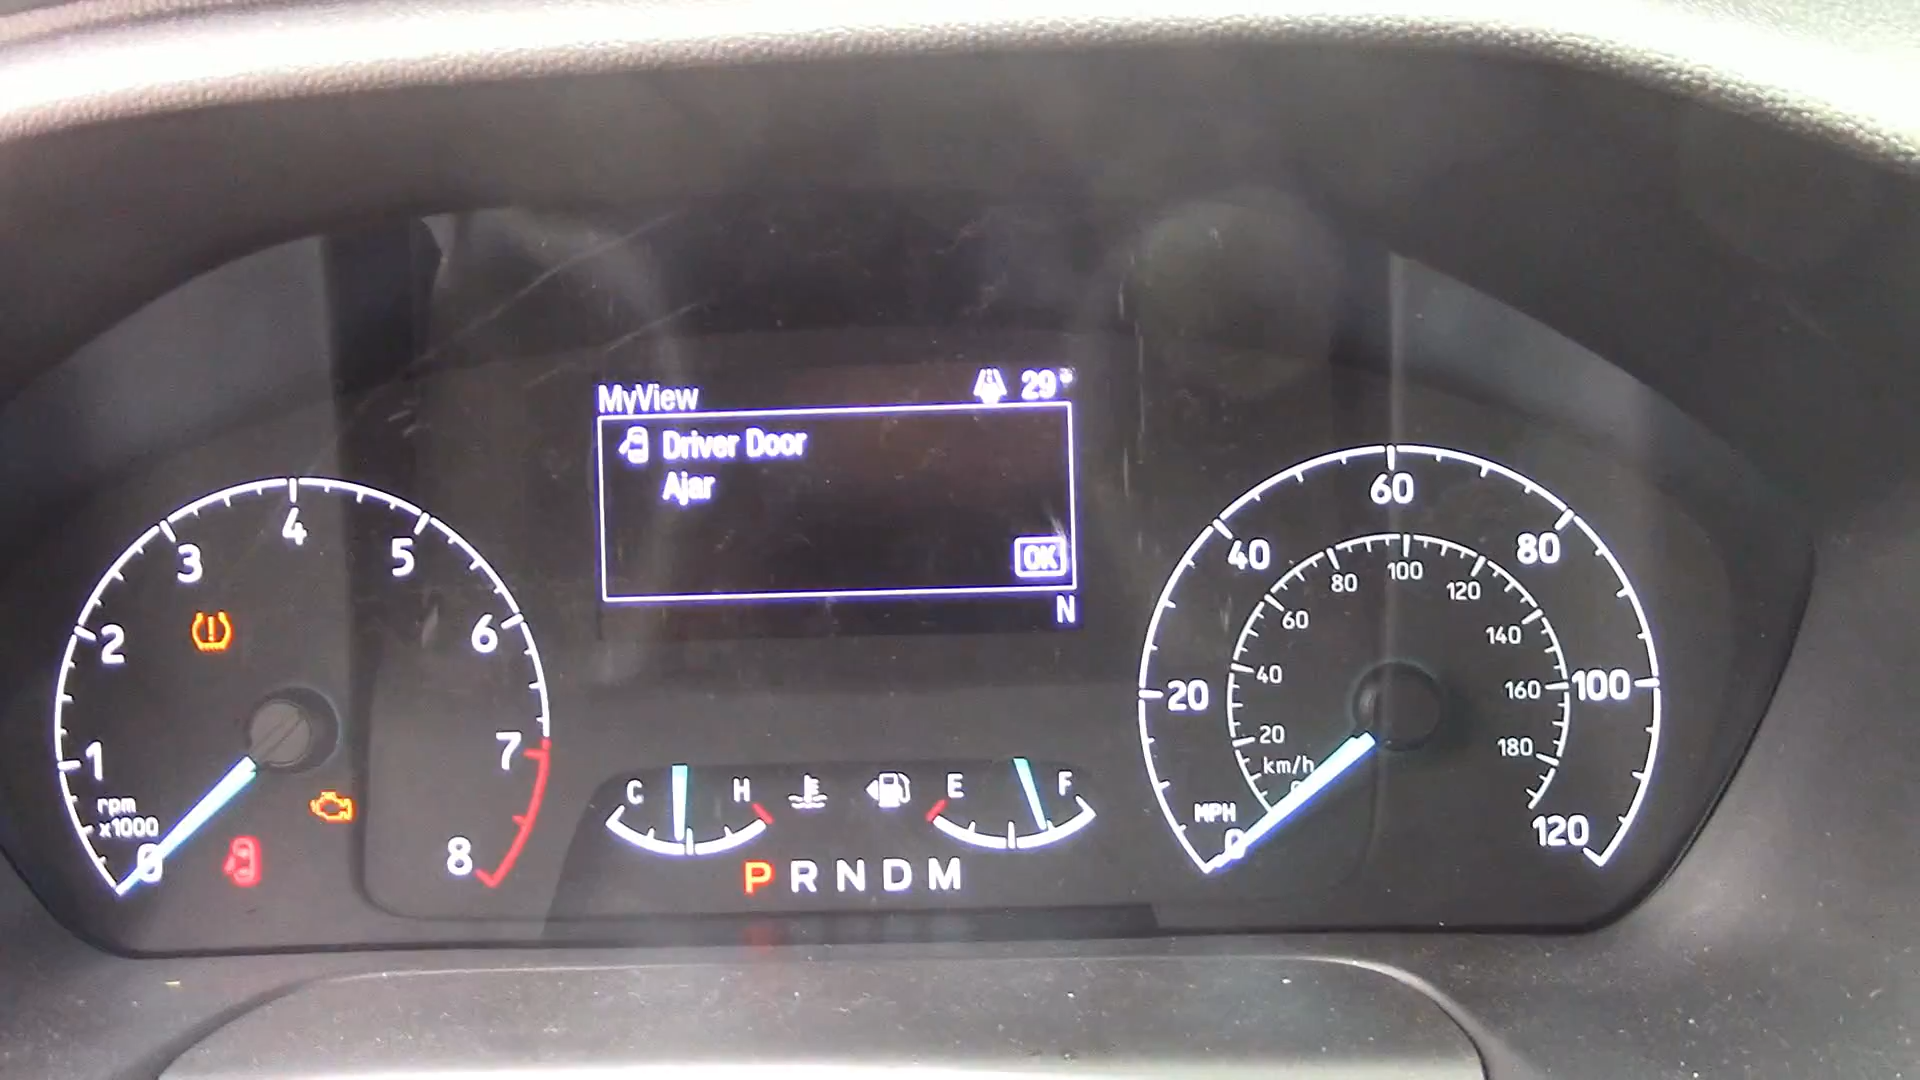 MyView 29°
Driver Door
Ajar
OK
N
0 1 2 3 4 5 6 7 8
rpm
x1000
C H
E F
P R N D M
0 20 40 60 80 100 120
MPH
20 40 60 80 100 120 140 160 180
km/h